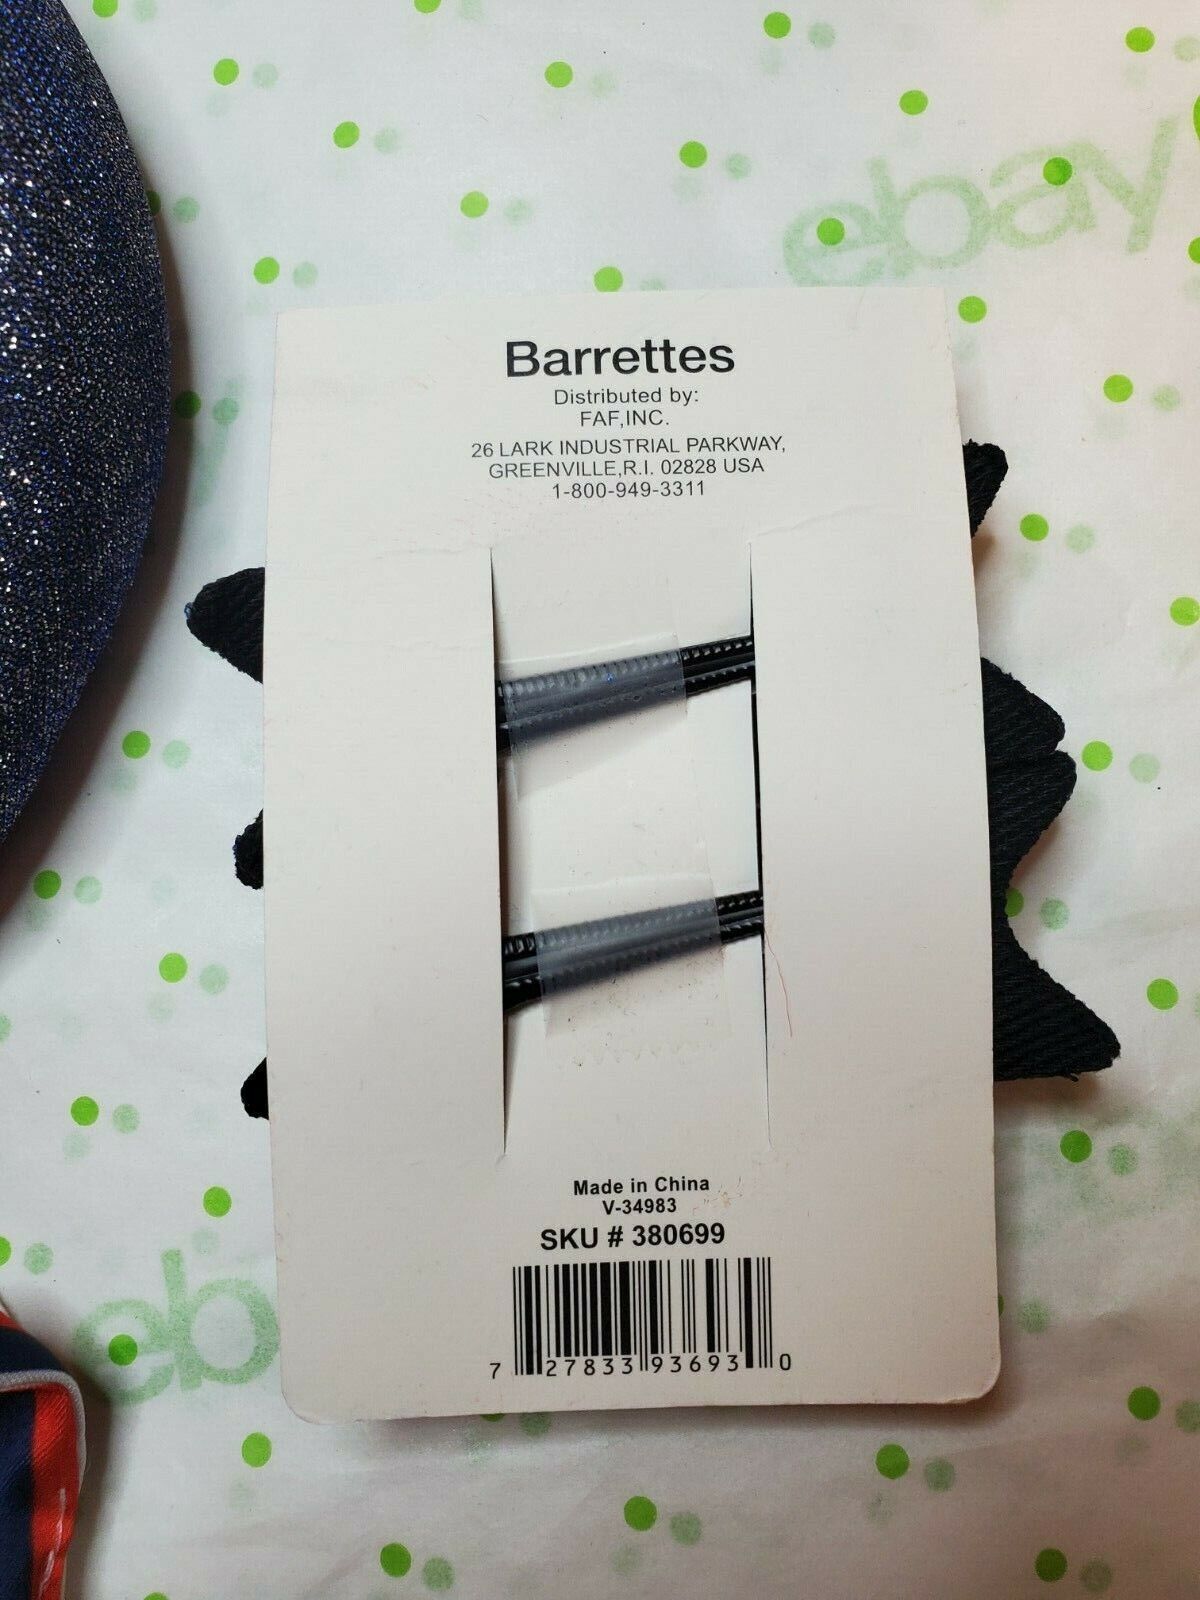 ebay
Barrettes
Distributed by:
FAF,INC.
26 LARK INDUSTRIAL PARKWAY,
GREENVILLE,R.I. 02828 USA
1-800-949-3311
Made in China
V-34983
SKU # 380699
7 27833 93693 0
eb